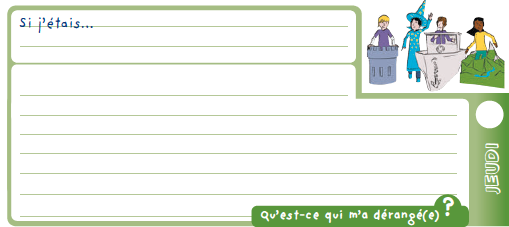 Si j'étais...
JEUDI
Qu'est-ce qui m'a dérangé(e) ?